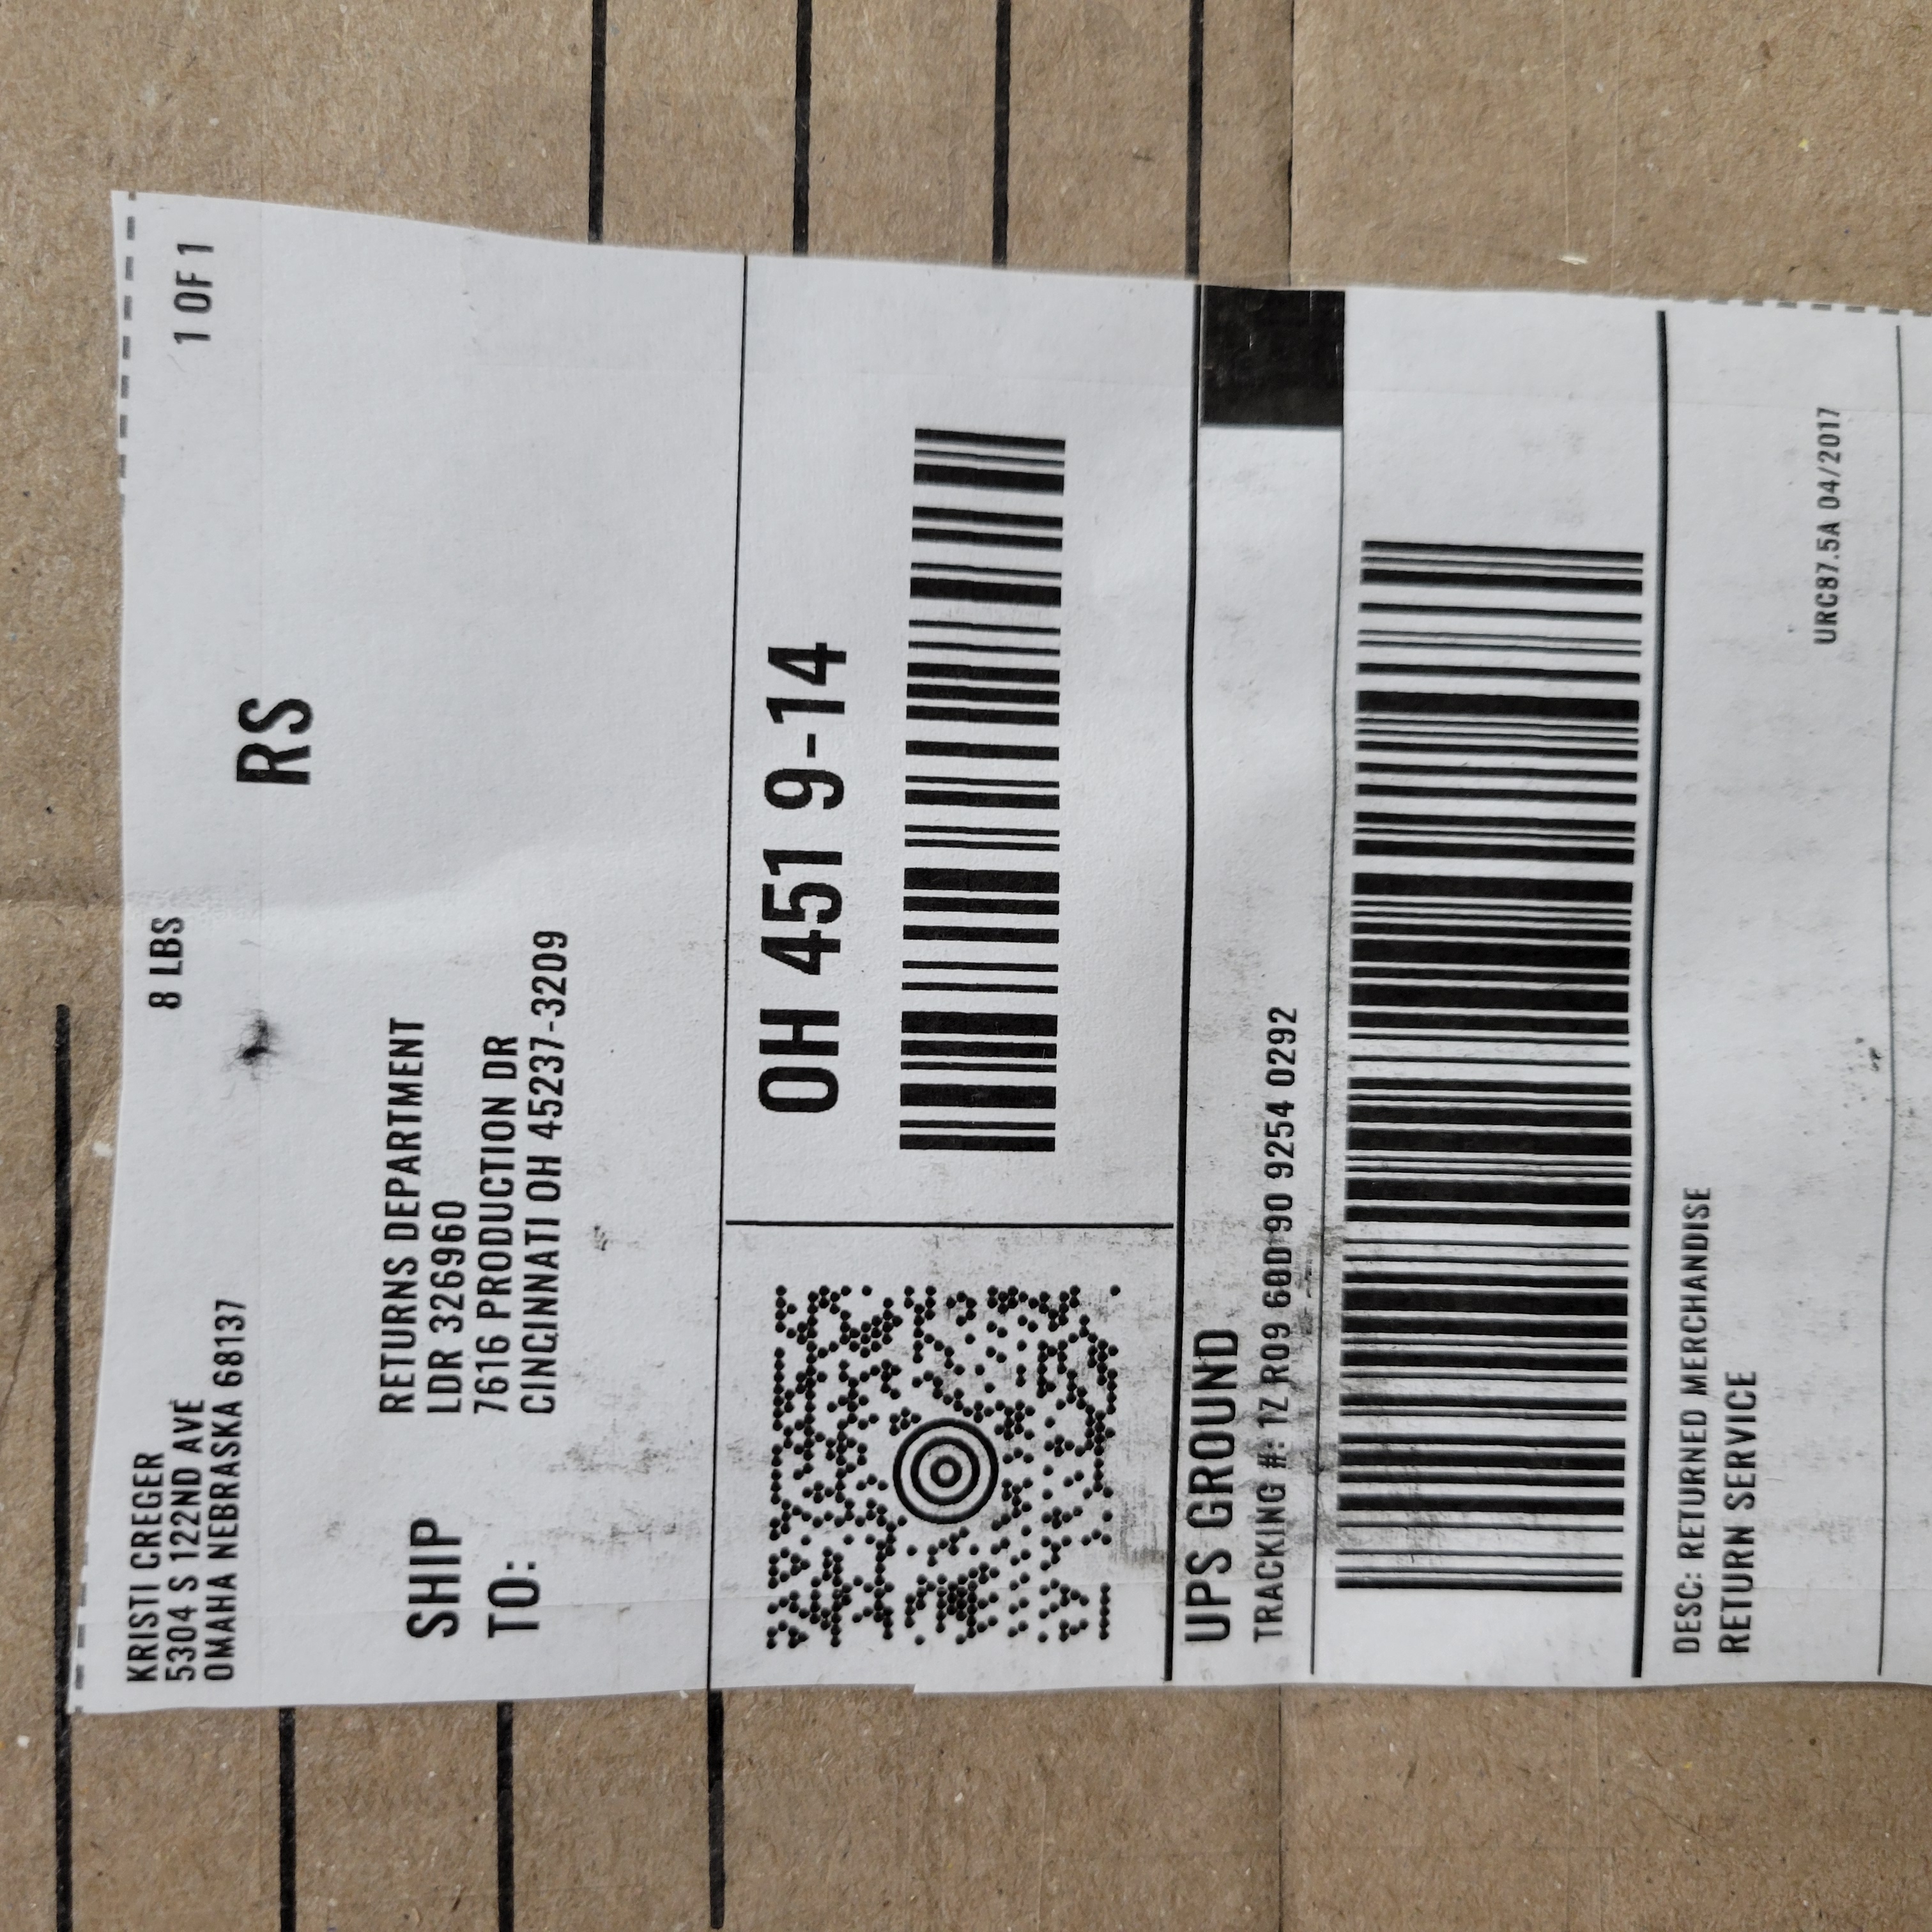 KRISTI CREGER
5304 S 122ND AVE
OMAHA NEBRASKA 68137
8 LBS
1 OF 1
RS
SHIP
TO:
RETURNS DEPARTMENT
LDR 326960
7616 PRODUCTION DR
CINCINNATI OH 45237-3209
OH 451 9-14
UPS GROUND
TRACKING #: 1Z R09 60D 90 9254 0292
DESC: RETURNED MERCHANDISE
RETURN SERVICE
URC87.5A 04/2017